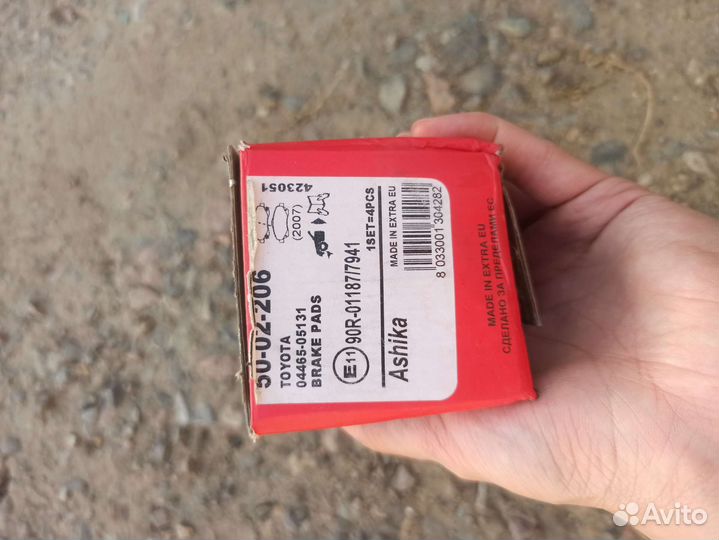 50-02-206
TOYOTA
04465-05131
BRAKE PADS
(2007)
423051
E11 90R-01187/7941
1SET=4PCS
Ashika
MADE IN EXTRA EU
8 033001 304282
MADE IN EXTRA EU
СДЕЛАНО ЗА ПРЕДЕЛАМИ ЕС
Avito